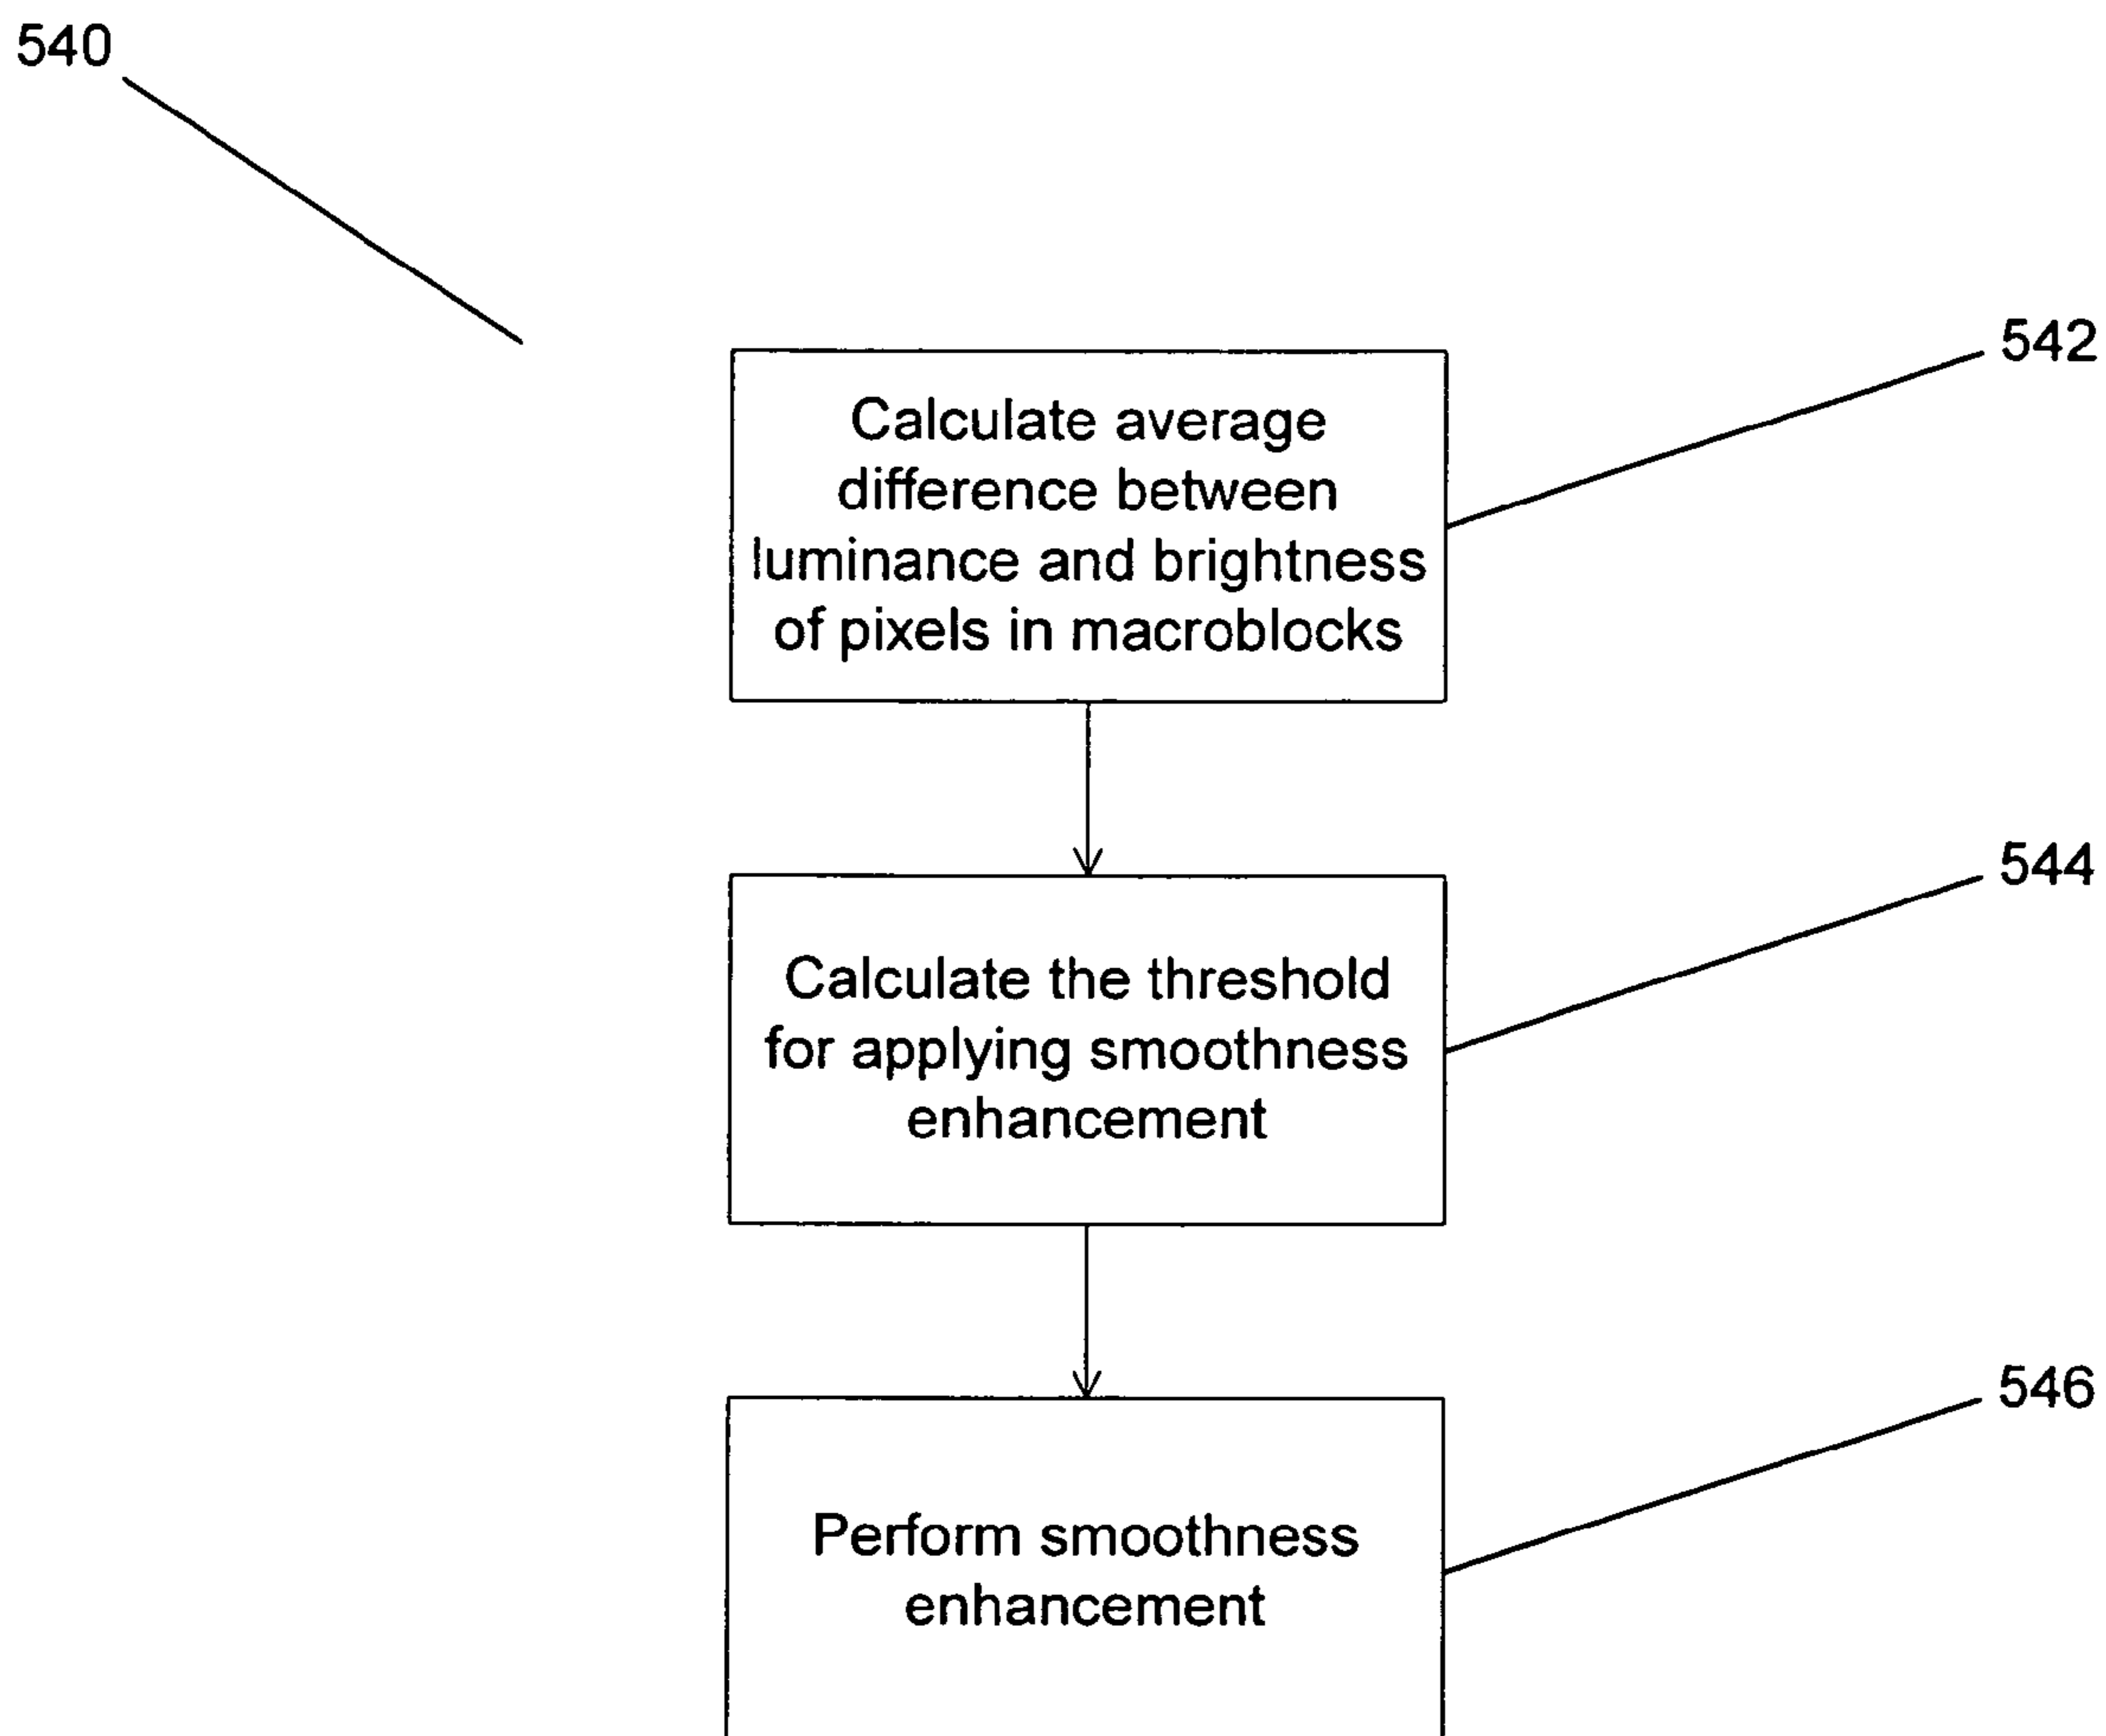 540
542
Calculate average
difference between
luminance and brightness
of pixels in macroblocks
544
Calculate the threshold
for applying smoothness
enhancement
546
Perform smoothness
enhancement